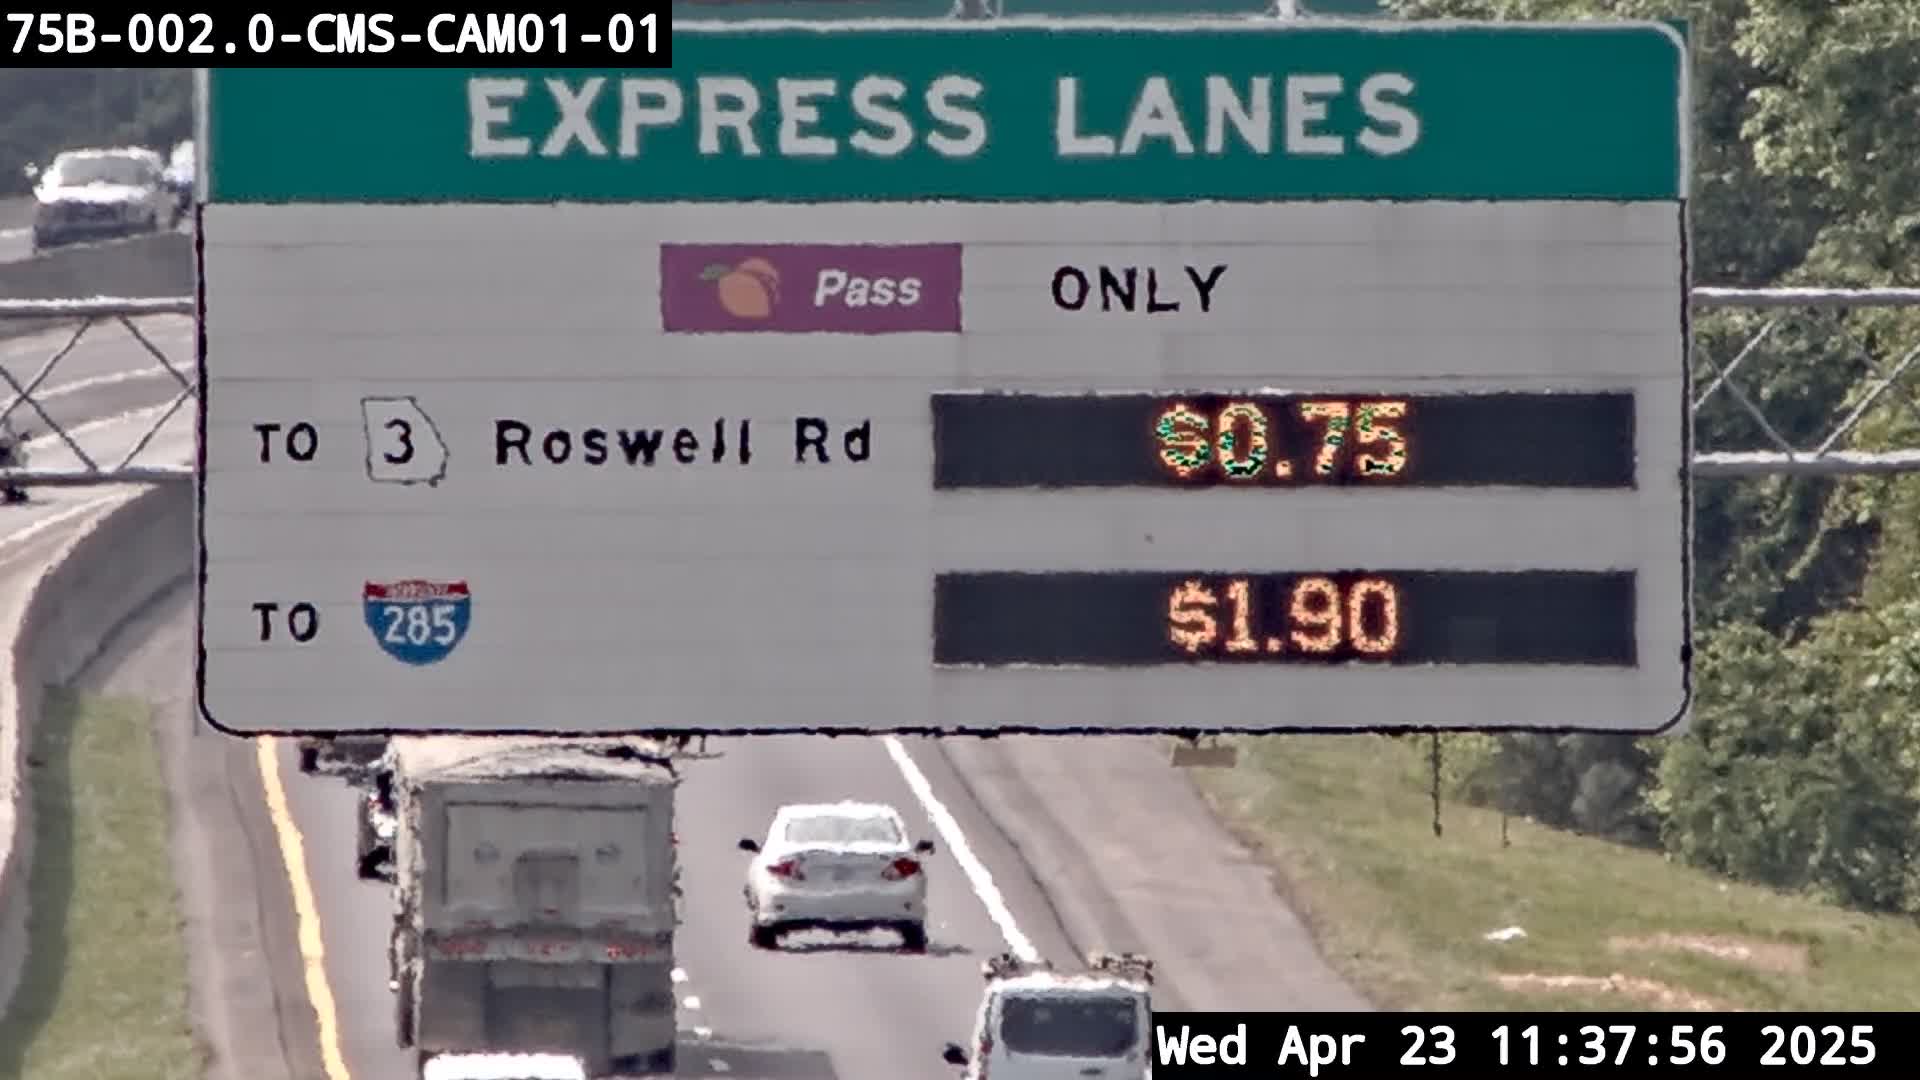 75B-002.0-CMS-CAM01-01
EXPRESS LANES
Pass ONLY
TO 3 Roswell Rd $0.75
TO 285 $1.90
Wed Apr 23 11:37:56 2025